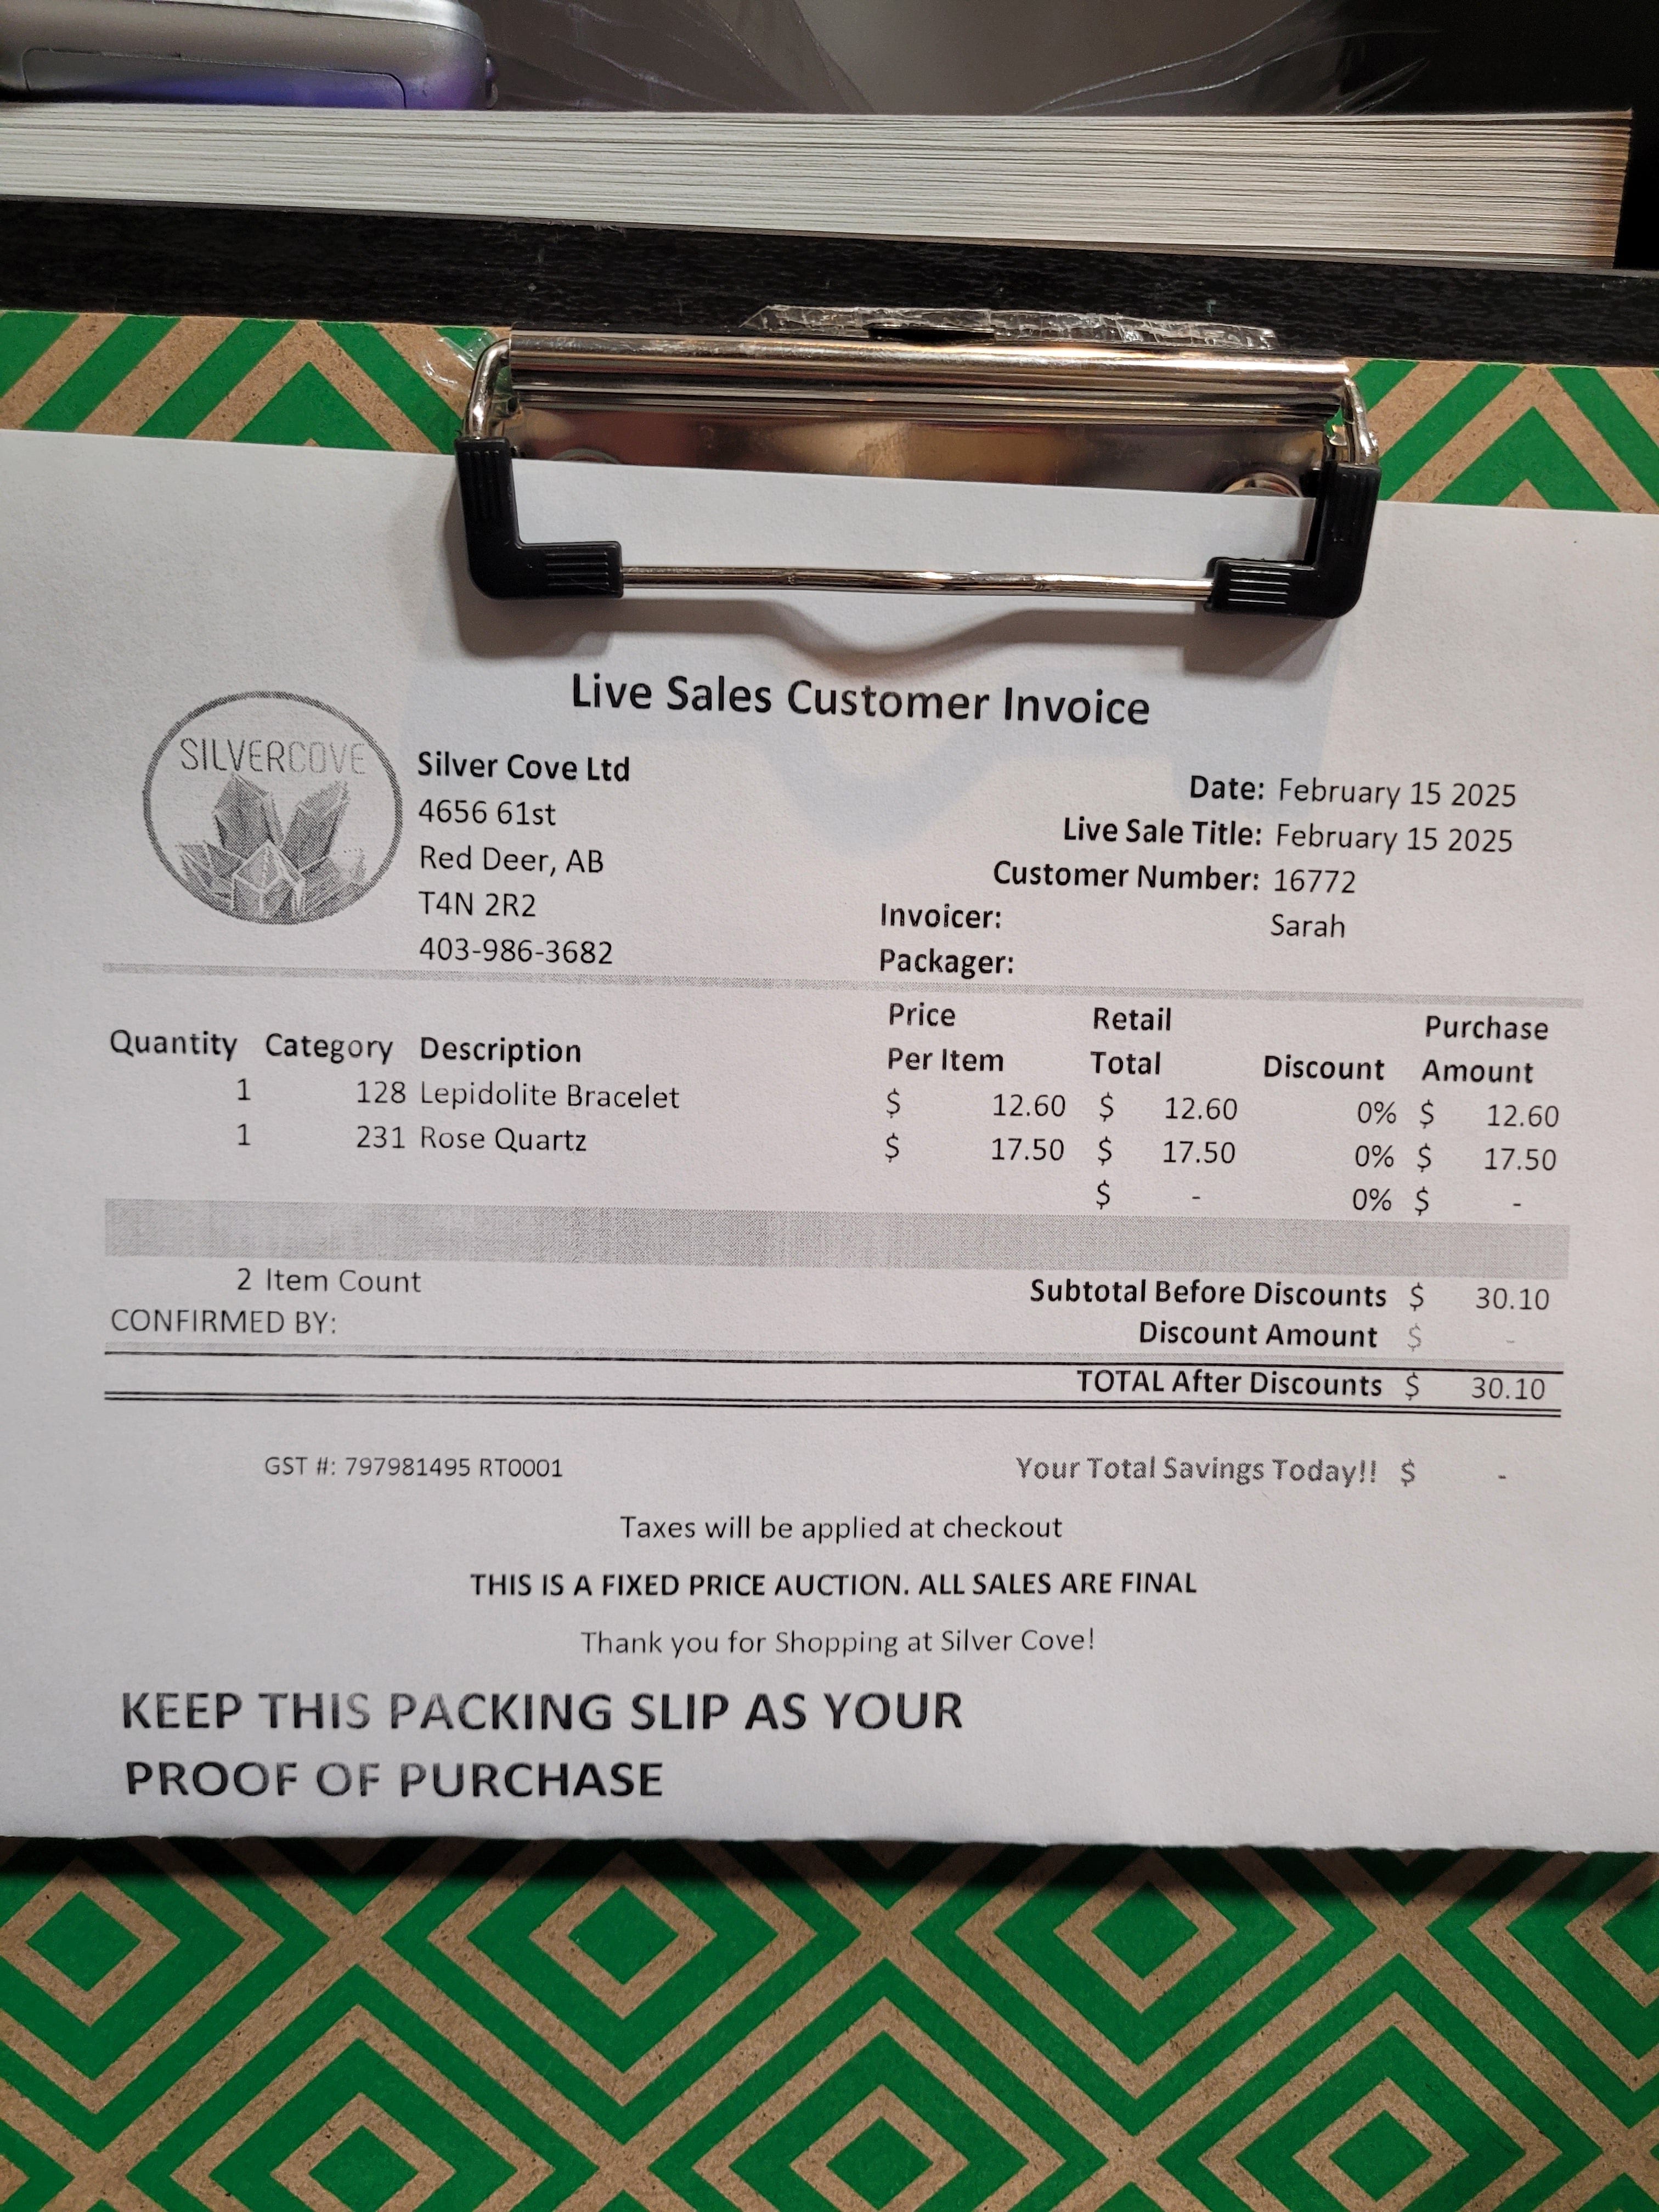 Live Sales Customer Invoice
SILVERCOVE
Silver Cove Ltd
4656 61st
Red Deer, AB
T4N 2R2
403-986-3682
Date: February 15 2025
Live Sale Title: February 15 2025
Customer Number: 16772
Invoicer: Sarah
Packager:
Quantity Category Description Price Per Item Retail Total Discount Purchase Amount
1 128 Lepidolite Bracelet $ 12.60 $ 12.60 0% $ 12.60
1 231 Rose Quartz $ 17.50 $ 17.50 0% $ 17.50
$ - 0% $ -
2 Item Count
Subtotal Before Discounts $ 30.10
CONFIRMED BY:
Discount Amount $ -
TOTAL After Discounts $ 30.10
GST #: 797981495 RT0001
Your Total Savings Today!! $ -
Taxes will be applied at checkout
THIS IS A FIXED PRICE AUCTION. ALL SALES ARE FINAL
Thank you for Shopping at Silver Cove!
KEEP THIS PACKING SLIP AS YOUR
PROOF OF PURCHASE